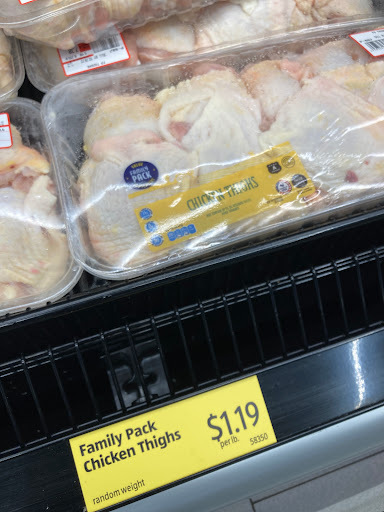 FAMILY
PACK
CHICKEN THIGHS
Family Pack
Chicken Thighs
$1.19
per lb.
58350
random weight